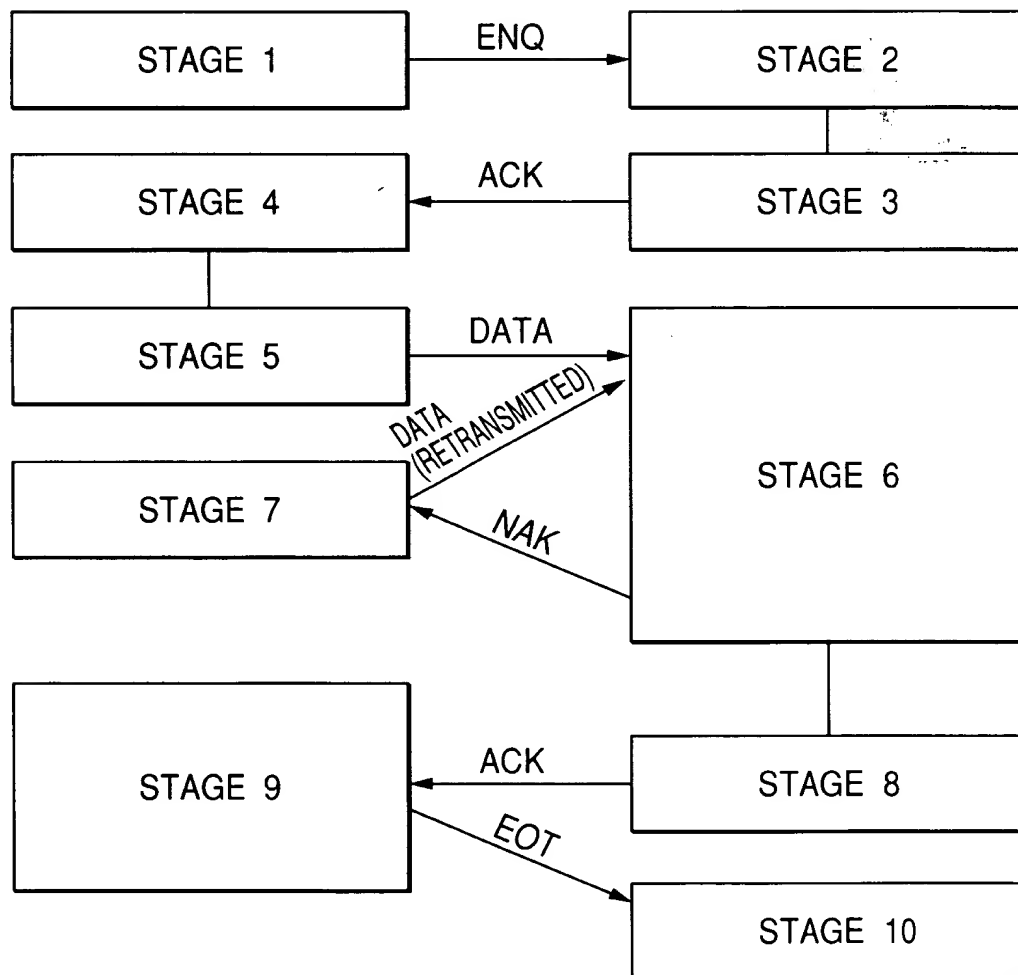 STAGE 1
ENQ
STAGE 2
STAGE 4
ACK
STAGE 3
STAGE 5
DATA
DATA
(RETRANSMITTED)
STAGE 6
STAGE 7
NAK
STAGE 9
ACK
STAGE 8
EOT
STAGE 10